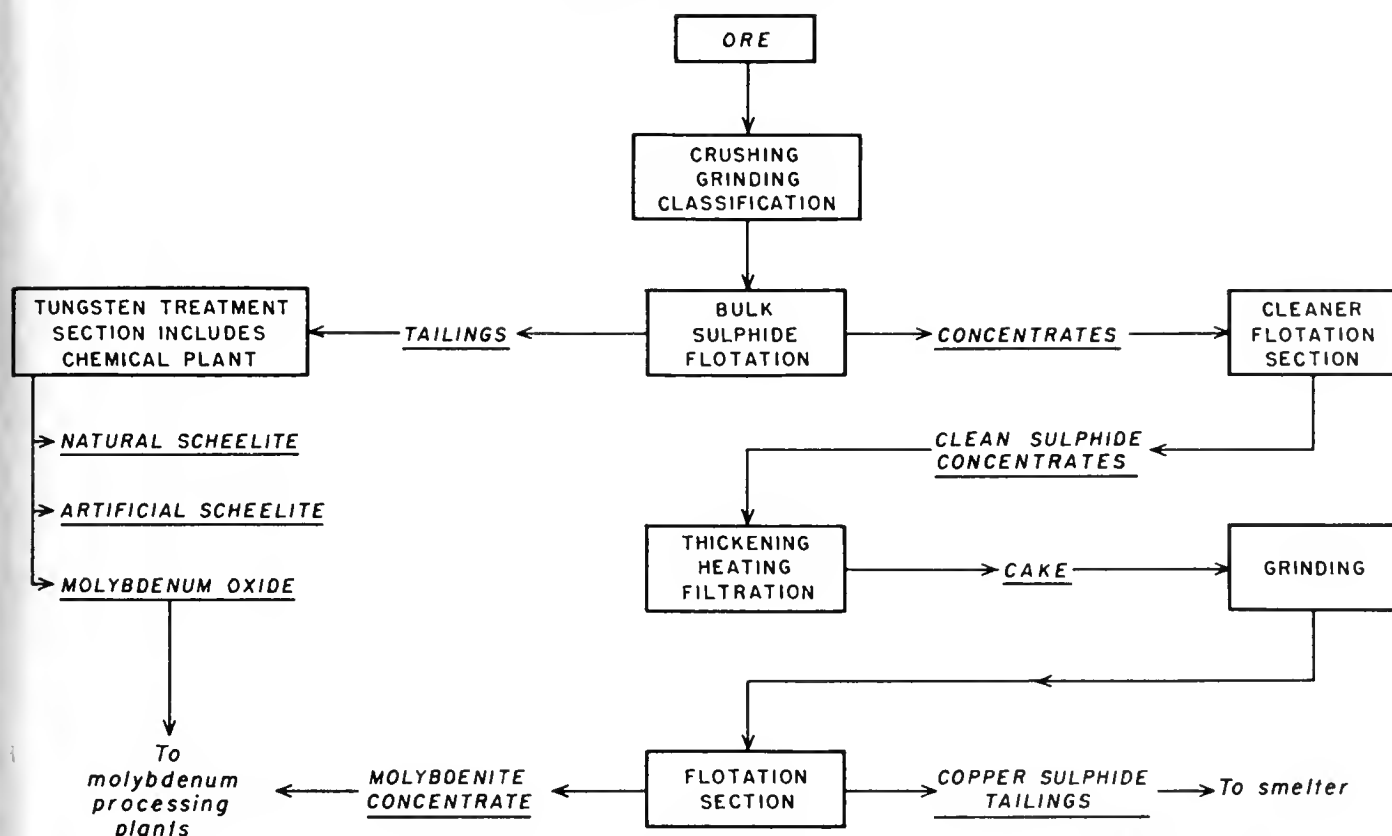 ORE
CRUSHING
GRINDING
CLASSIFICATION
TUNGSTEN TREATMENT
SECTION INCLUDES
CHEMICAL PLANT
TAILINGS
BULK
SULPHIDE
FLOTATION
CONCENTRATES
CLEANER
FLOTATION
SECTION
NATURAL SCHEELITE
ARTIFICIAL SCHEELITE
MOLYBDENUM OXIDE
CLEAN SULPHIDE
CONCENTRATES
THICKENING
HEATING
FILTRATION
CAKE
GRINDING
To
molybdenum
processing
plants
MOLYBDENITE
CONCENTRATE
FLOTATION
SECTION
COPPER SULPHIDE
TAILINGS
To smelter